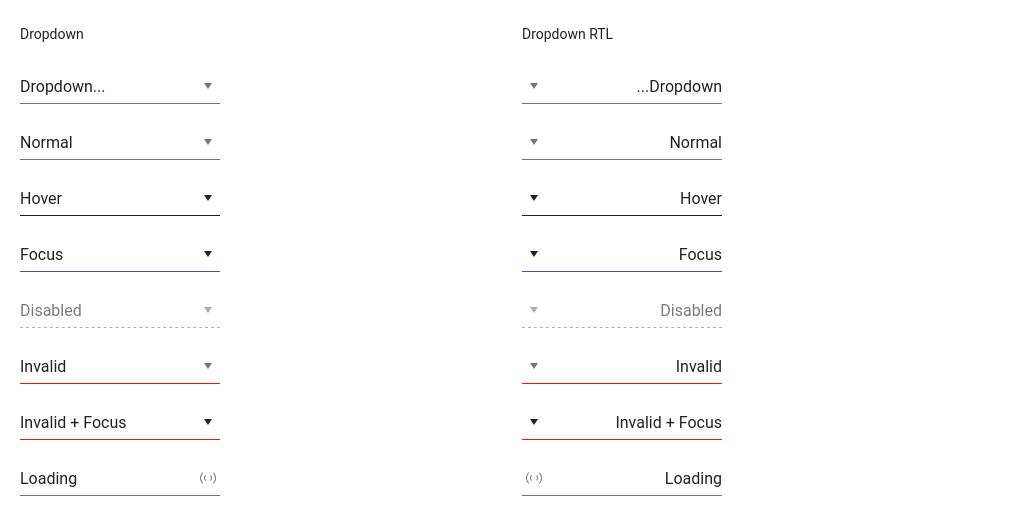 Dropdown
Dropdown...
Normal
Hover
Focus
Disabled
Invalid
Invalid + Focus
Loading
Dropdown RTL
...Dropdown
Normal
Hover
Focus
Disabled
Invalid
Invalid + Focus
Loading